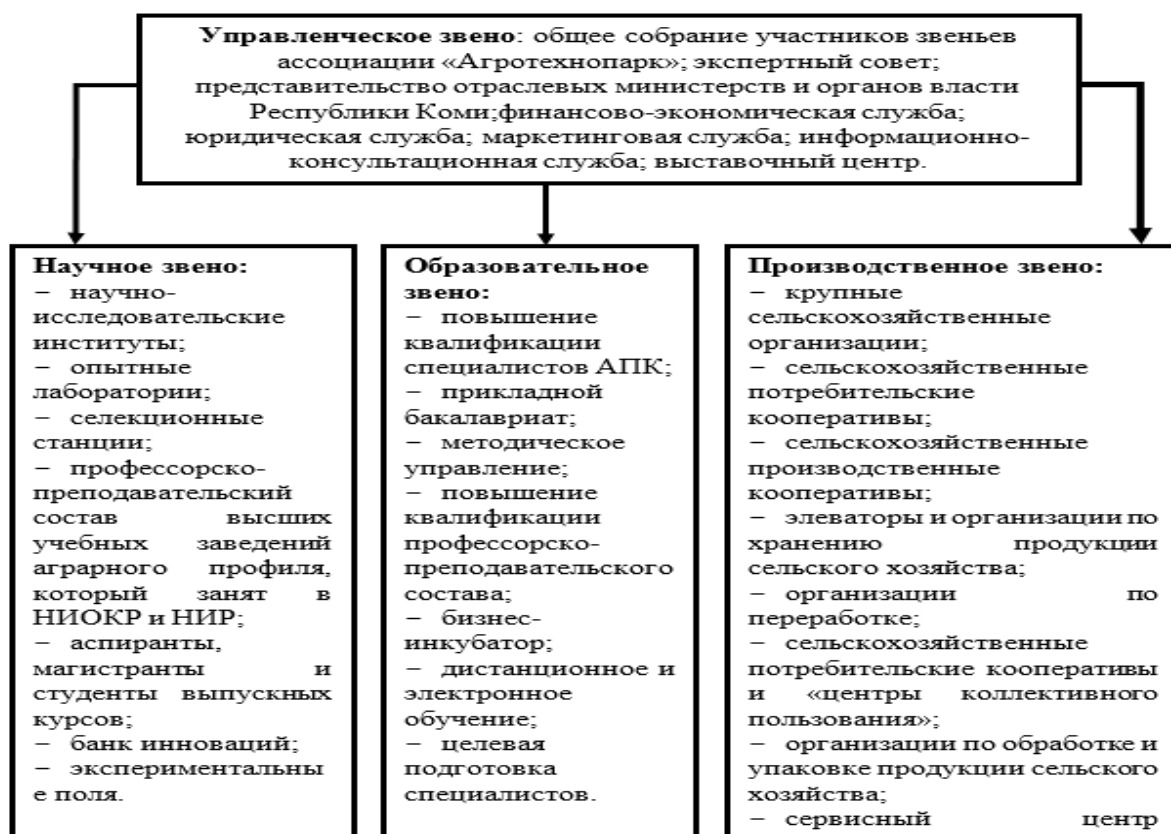 Управленческое звено: общее собрание участников звеньев
ассоциации «Агротехнопарк»; экспертный совет;
представительство отраслевых министерств и органов власти
Республики Коми;финансово-экономическая служба;
юридическая служба; маркетинговая служба; информационно-
консультационная служба; выставочный центр.
Научное звено:
– научно-
исследовательские
институты;
– опытные
лаборатории;
– селекционные
станции;
– профессорско-
преподавательский
состав высших
учебных заведений
аграрного профиля,
который занят в
НИОКР и НИР;
– аспиранты,
магистранты и
студенты выпускных
курсов;
– банк инноваций;
– экспериментальны
е поля.
Образовательное
звено:
– повышение
квалификации
специалистов АПК;
– прикладной
бакалавриат;
– методическое
управление;
– повышение
квалификации
профессорско-
преподавательского
состава;
– бизнес-
инкубатор;
– дистанционное и
электронное
обучение;
– целевая
подготовка
специалистов.
Производственное звено:
– крупные
сельскохозяйственные
организации;
– сельскохозяйственные
потребительские
кооперативы;
– сельскохозяйственные
производственные
кооперативы;
– элеваторы и организации по
хранению продукции
сельского хозяйства;
– организации по
переработке;
– сельскохозяйственные
потребительские кооперативы
и «центры коллективного
пользования»;
– организации по обработке и
упаковке продукции сельского
хозяйства;
– сервисный центр